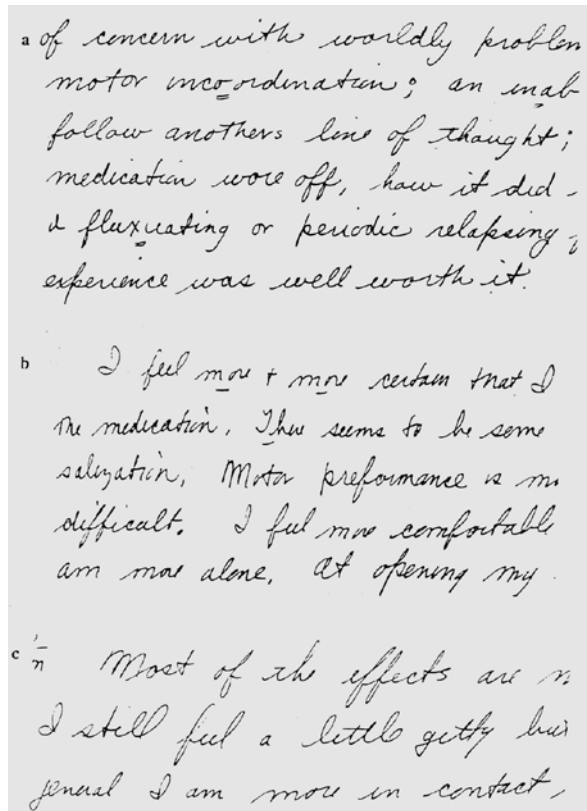 a of concern with worldly problem
motor incoordination; an inab
follow anothers line of thought;
medication wore off, how it did
a fluxuating or periodic relapsing
experience was well worth it.
b I feel more + more certain that I
the medication. There seems to be some
salivation. Motor preformance is mo
difficalt. I feel more comfortable
am more alone. At opening my
c
n Most of the effects are n
I still feel a little getty
general I am more in contact,